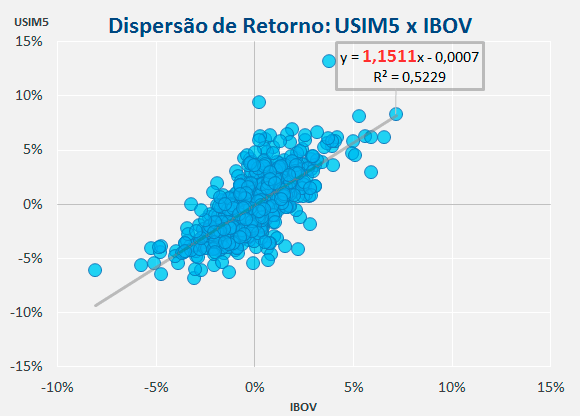 USIM5
Dispersão de Retorno: USIM5 x IBOV
y = 1,1511x - 0,0007
R² = 0,5229
15%
10%
5%
0%
-5%
-10%
-15%
-10% -5% 0% 5% 10% 15%
IBOV